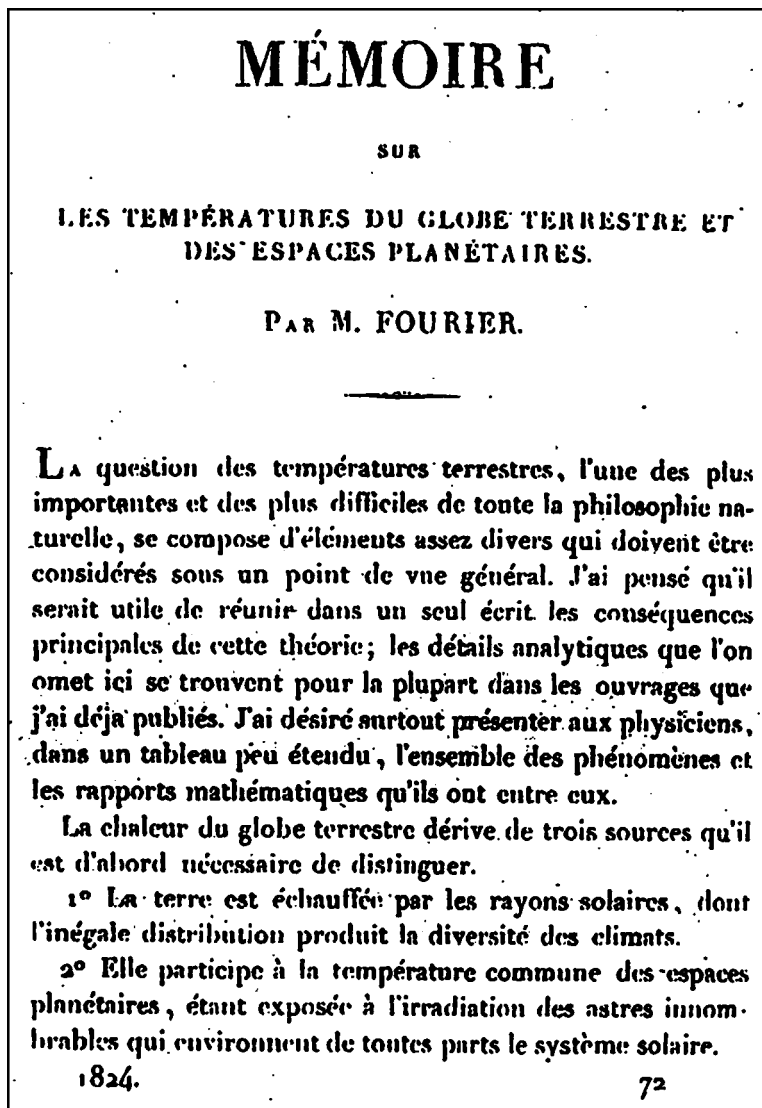 MÉMOIRE
SUR
LES TEMPÉRATURES DU GLOBE TERRESTRE ET
DES ESPACES PLANÉTAIRES.
PAR M. FOURIER.
LA question des températures terrestres, l'une des plus
importantes et des plus difficiles de toute la philosophie na-
turelle, se compose d'éléments assez divers qui doivent être
considérés sous un point de vue général. J'ai pensé qu'il
serait utile de réunir dans un seul écrit les conséquences
principales de cette théorie; les détails analytiques que l'on
omet ici se trouvent pour la plupart dans les ouvrages que
j'ai déjà publiés. J'ai désiré surtout présenter aux physiciens,
dans un tableau peu étendu, l'ensemble des phénomènes et
les rapports mathématiques qu'ils ont entre eux.
La chaleur du globe terrestre dérive de trois sources qu'il
est d'abord nécessaire de distinguer.
1° La terre est échauffée par les rayons solaires, dont
l'inégale distribution produit la diversité des climats.
2° Elle participe à la température commune des espaces
planétaires, étant exposée à l'irradiation des astres innom-
brables qui environnent de toutes parts le système solaire.
1824. 72